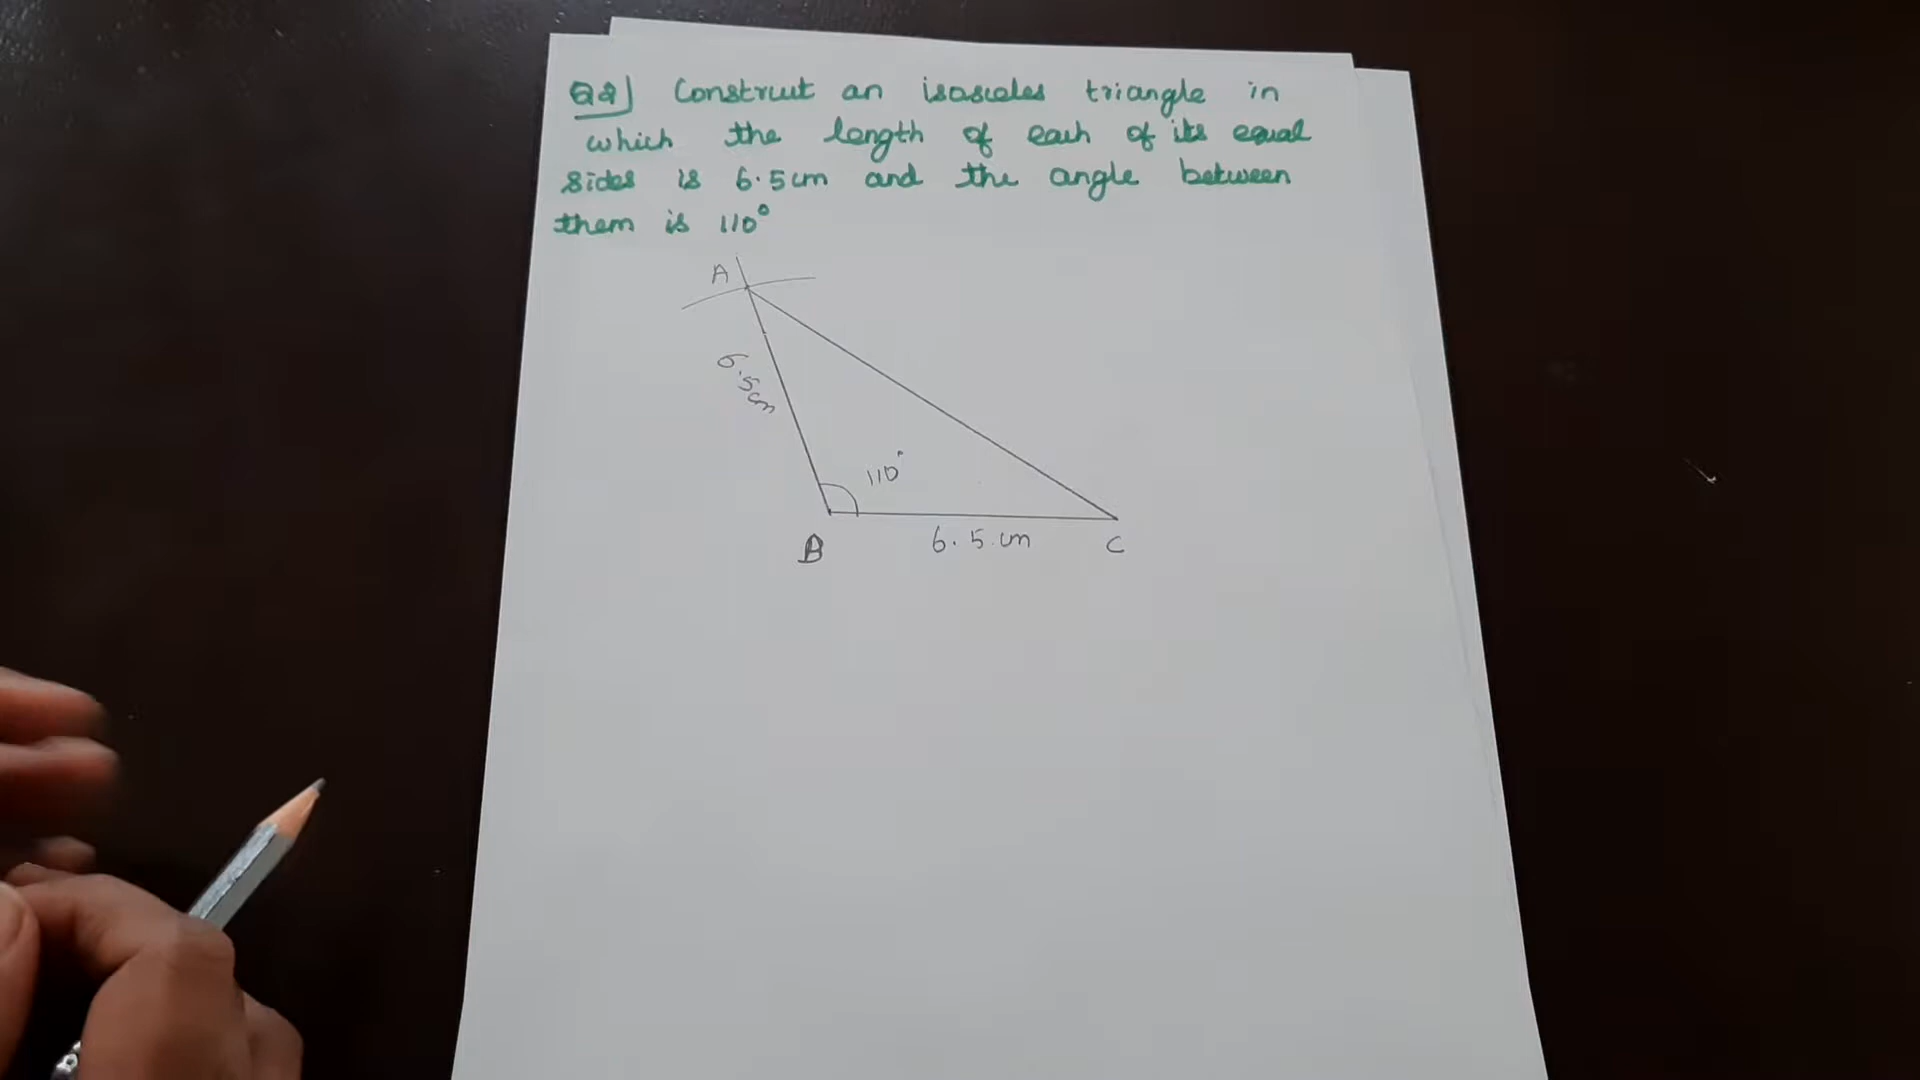 Q2] Construct an isosceles triangle in
which the length of each of its equal
sides is 6.5cm and the angle between
them is 110°
A
6.5cm
110°
B 6.5 cm C